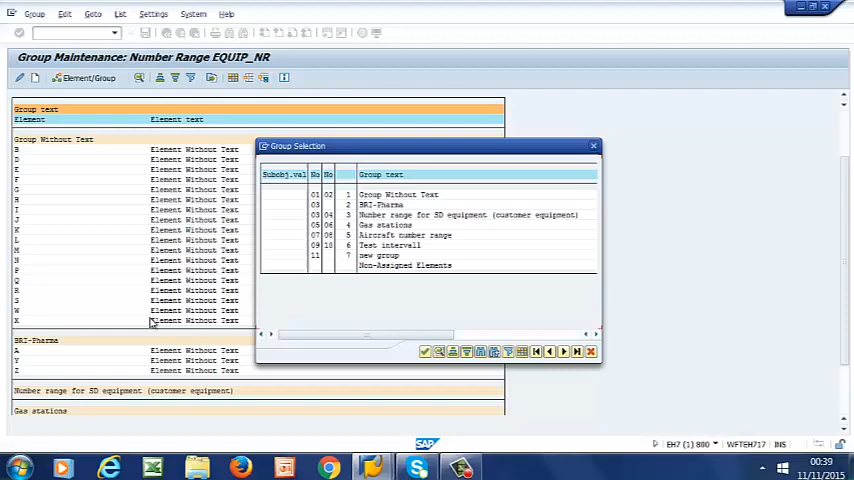 Group Edit Goto List Settings System Help
Group Maintenance: Number Range EQUIP_NR
Element/Group
Group text
Element Element text
Group Without Text
B Element Without Text
D Element Without Text
E Element Without Text
F Element Without Text
G Element Without Text
H Element Without Text
I Element Without Text
J Element Without Text
K Element Without Text
L Element Without Text
M Element Without Text
N Element Without Text
P Element Without Text
Q Element Without Text
R Element Without Text
S Element Without Text
W Element Without Text
X Element Without Text
BRI-Pharma
A Element Without Text
Y Element Without Text
Z Element Without Text
Number range for SD equipment (customer equipment)
Gas stations
Group Selection
Subobj.val No No Group text
01 02 1 Group Without Text
03 2 BRI-Pharma
03 04 3 Number range for SD equipment (customer equipment)
05 06 4 Gas stations
07 08 5 Aircraft number range
09 10 6 Test intervall
11 7 new group
Non-Assigned Elements
SAP
EH7 (1) 800 WFTEH717 INS
00:39
11/11/2015